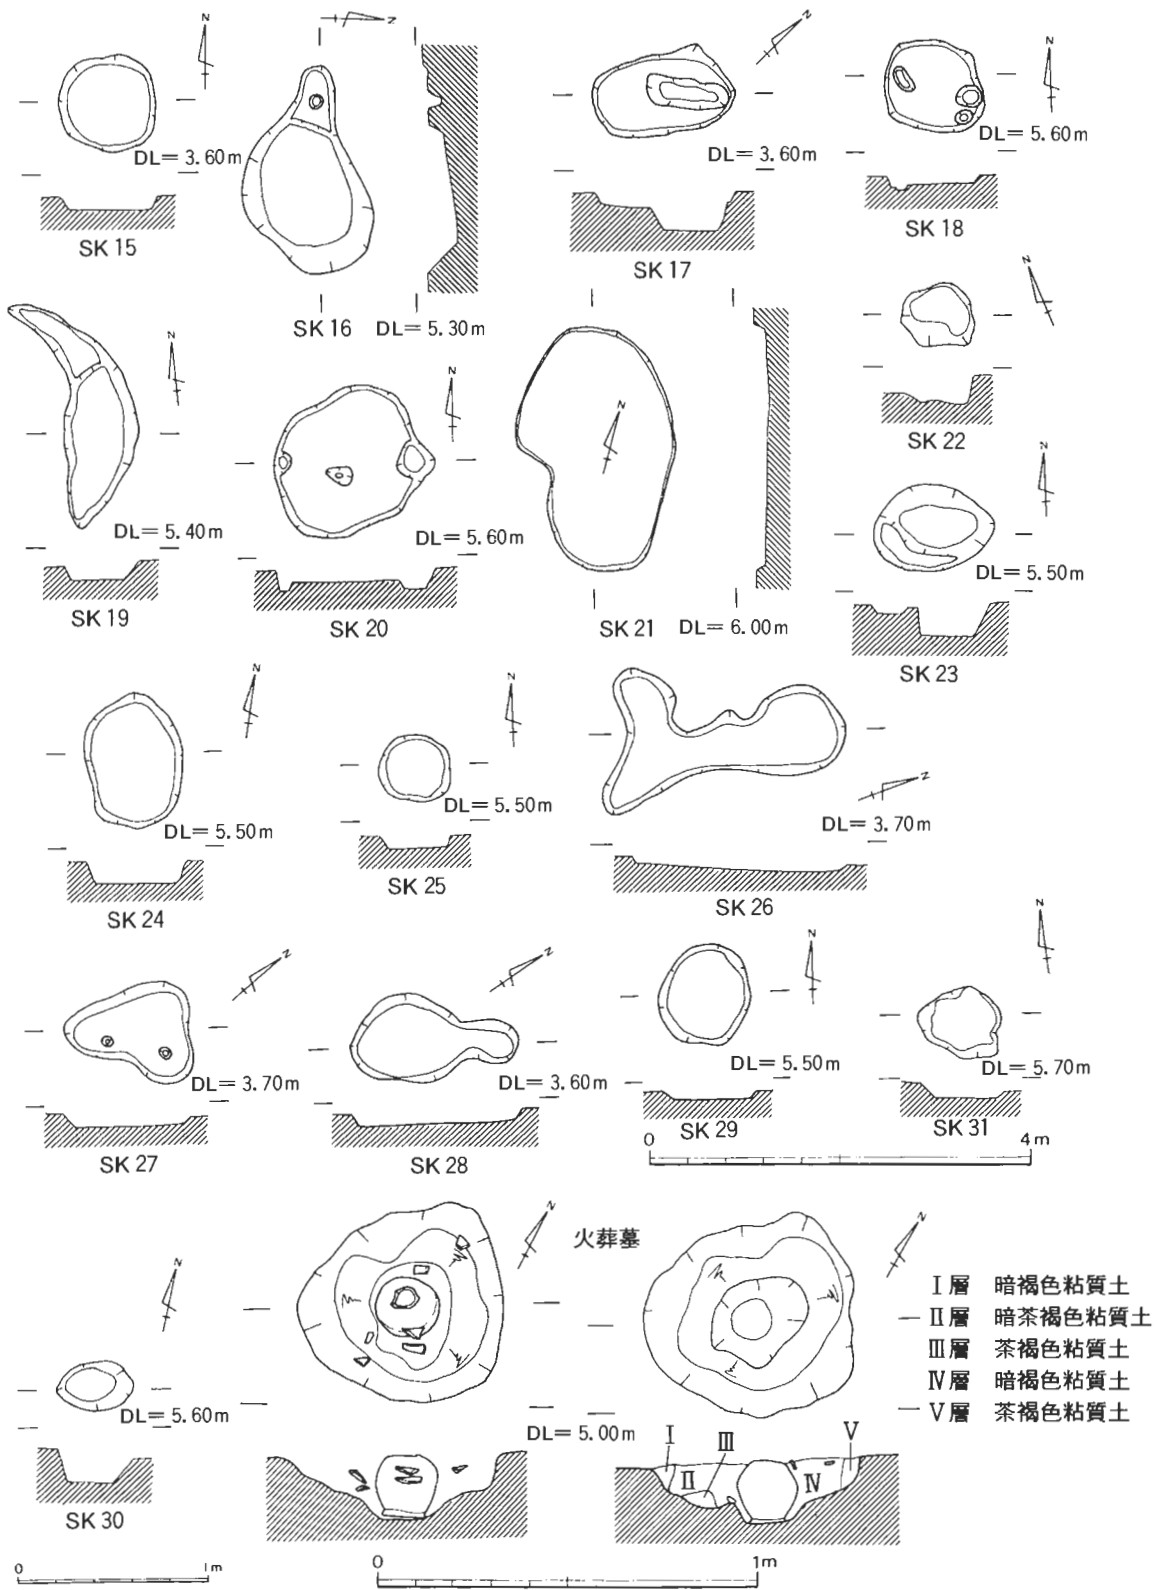 N
DL= 3.60m
SK 15
N
SK 16
DL= 5.30m
N
DL= 3.60m
SK 17
N
DL= 5.60m
SK 18
N
DL= 5.40m
SK 19
N
DL= 5.60m
SK 20
N
SK 21
DL= 6.00m
N
SK 22
N
DL= 5.50m
SK 23
N
DL= 5.50m
SK 24
N
DL= 5.50m
SK 25
N
DL= 3.70m
SK 26
N
DL= 3.70m
SK 27
N
DL= 3.60m
SK 28
N
DL= 5.50m
SK 29
N
DL= 5.70m
SK 31
0 4m
N
DL= 5.60m
SK 30
0 1m
N
火葬墓
DL= 5.00m
N
Ⅰ層 暗褐色粘質土
Ⅱ層 暗茶褐色粘質土
Ⅲ層 茶褐色粘質土
Ⅳ層 暗褐色粘質土
Ⅴ層 茶褐色粘質土
Ⅰ
Ⅱ
Ⅲ
Ⅳ
Ⅴ
0 1m